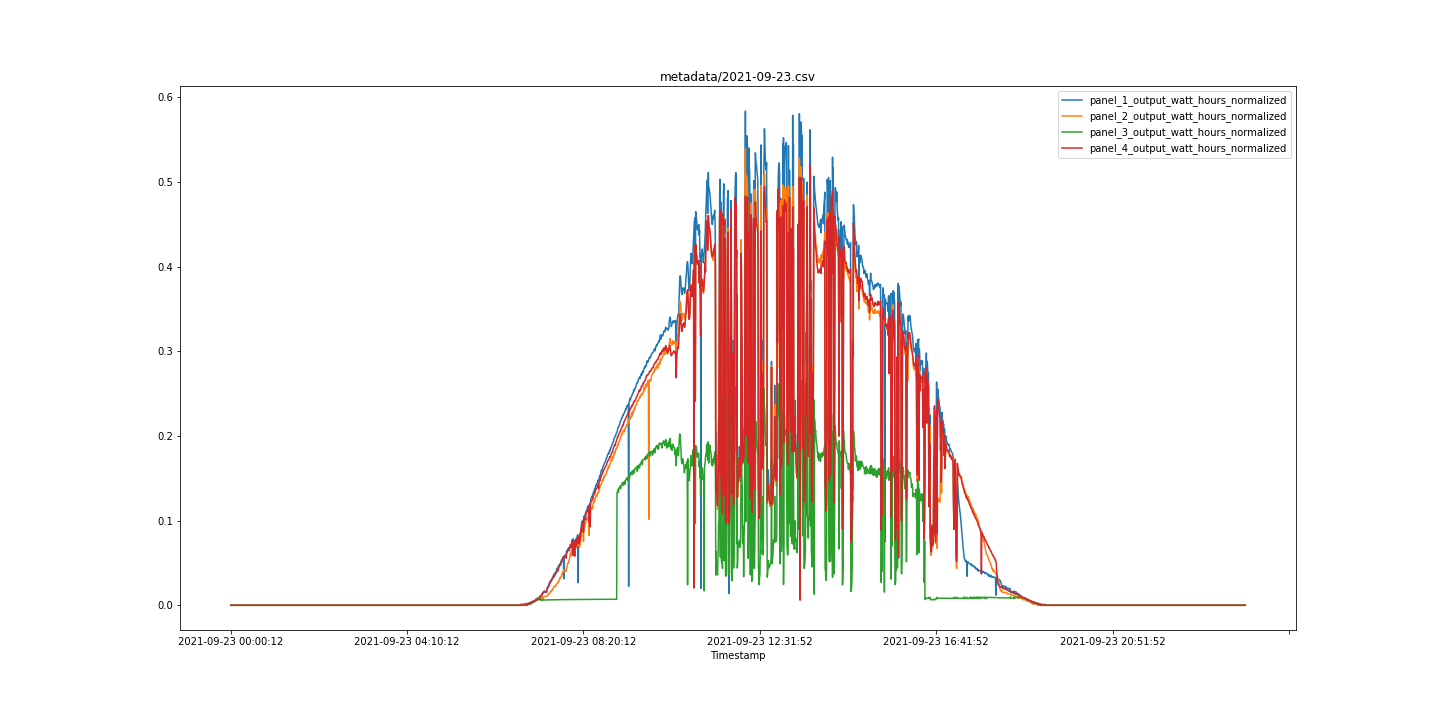 metadata/2021-09-23.csv
panel_1_output_watt_hours_normalized
panel_2_output_watt_hours_normalized
panel_3_output_watt_hours_normalized
panel_4_output_watt_hours_normalized
0.6
0.5
0.4
0.3
0.2
0.1
0.0
2021-09-23 00:00:12 2021-09-23 04:10:12 2021-09-23 08:20:12 2021-09-23 12:31:52 2021-09-23 16:41:52 2021-09-23 20:51:52
Timestamp